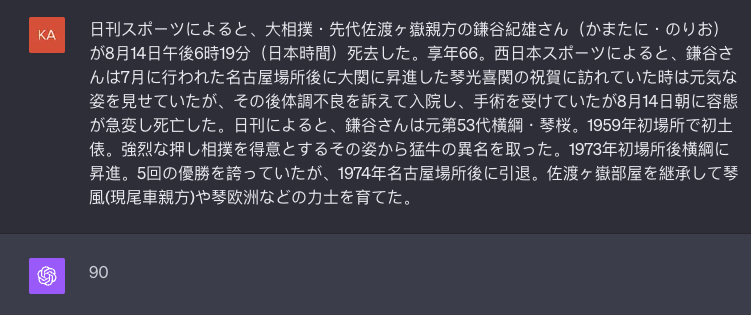 KA
日刊スポーツによると、大相撲・先代佐渡ヶ嶽親方の鎌谷紀雄さん（かまたに・のりお）
が8月14日午後6時19分（日本時間）死去した。享年66。西日本スポーツによると、鎌谷さ
んは7月に行われた名古屋場所後に大関に昇進した琴光喜関の祝賀に訪れていた時は元気な
姿を見せていたが、その後体調不良を訴えて入院し、手術を受けていたが8月14日朝に容態
が急変し死亡した。日刊によると、鎌谷さんは元第53代横綱・琴桜。1959年初場所で初土
俵。強烈な押し相撲を得意とするその姿から猛牛の異名を取った。1973年初場所後横綱に
昇進。5回の優勝を誇っていたが、1974年名古屋場所後に引退。佐渡ヶ嶽部屋を継承して琴
風(現尾車親方)や琴欧洲などの力士を育てた。
90